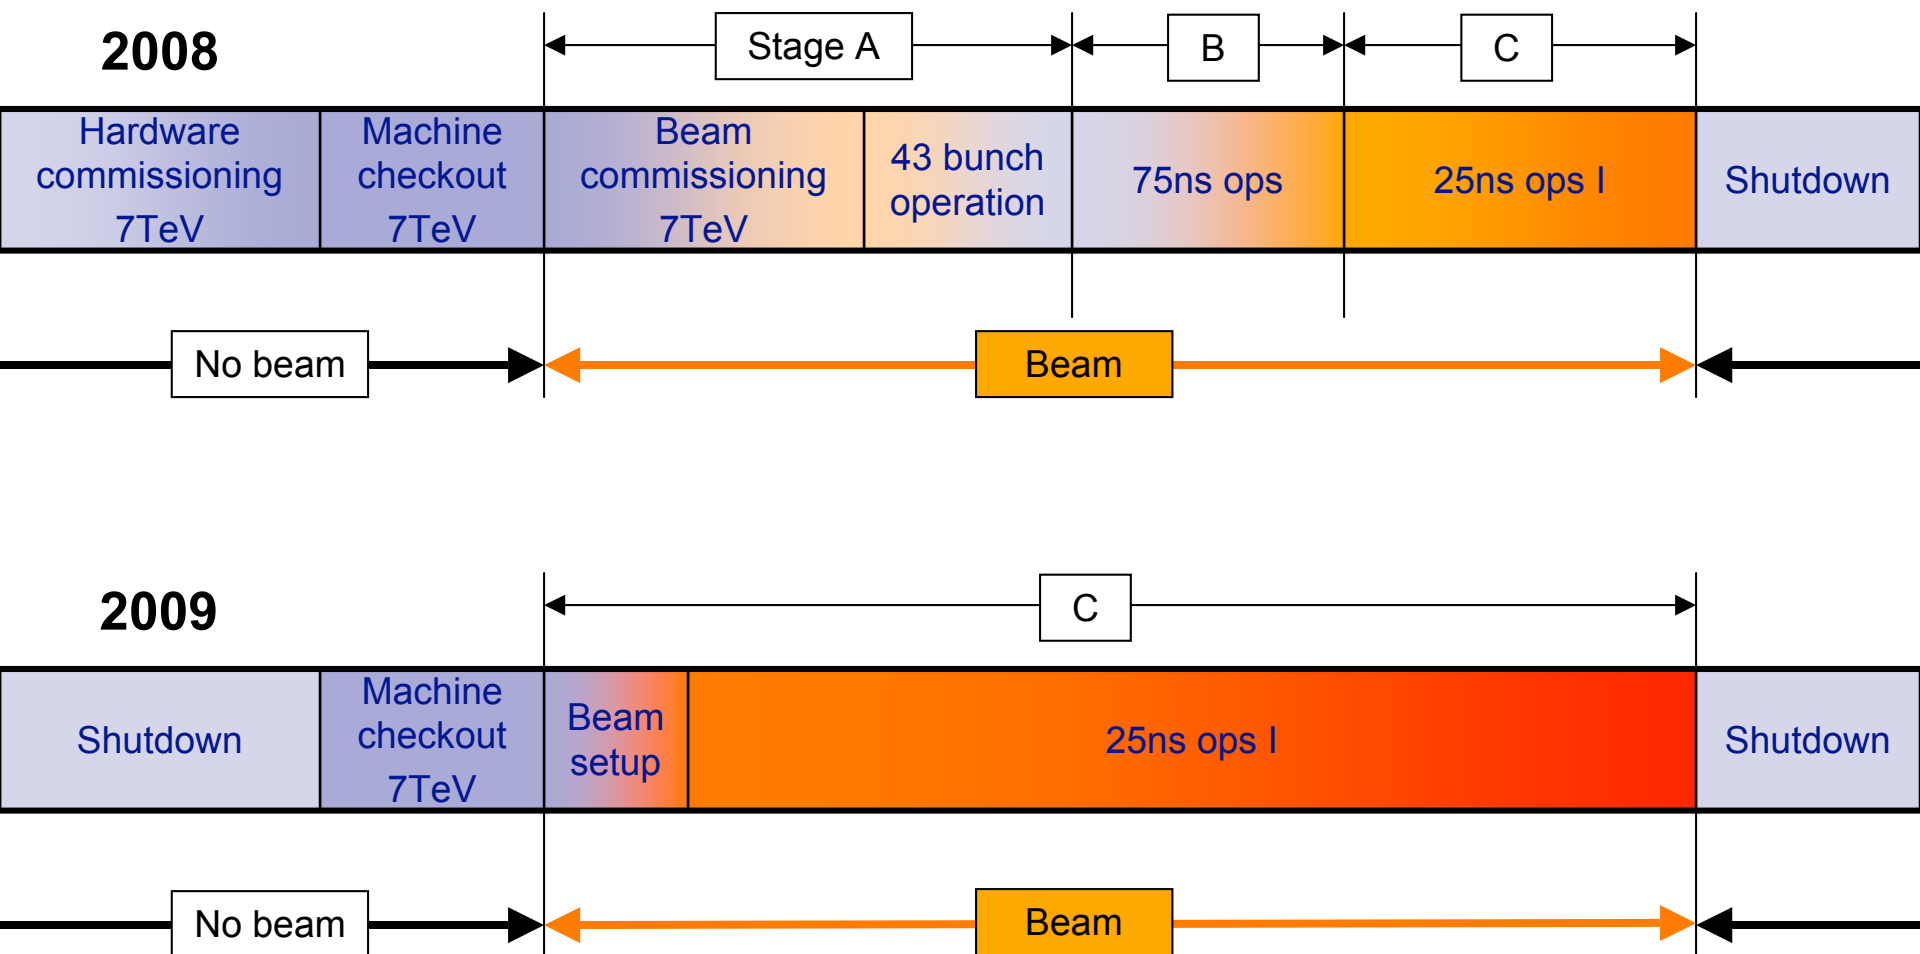 2008
Stage A
B
C
Hardware
commissioning
7TeV
Machine
checkout
7TeV
Beam
commissioning
7TeV
43 bunch
operation
75ns ops
25ns ops I
Shutdown
No beam
Beam
2009
C
Shutdown
Machine
checkout
7TeV
Beam
setup
25ns ops I
Shutdown
No beam
Beam